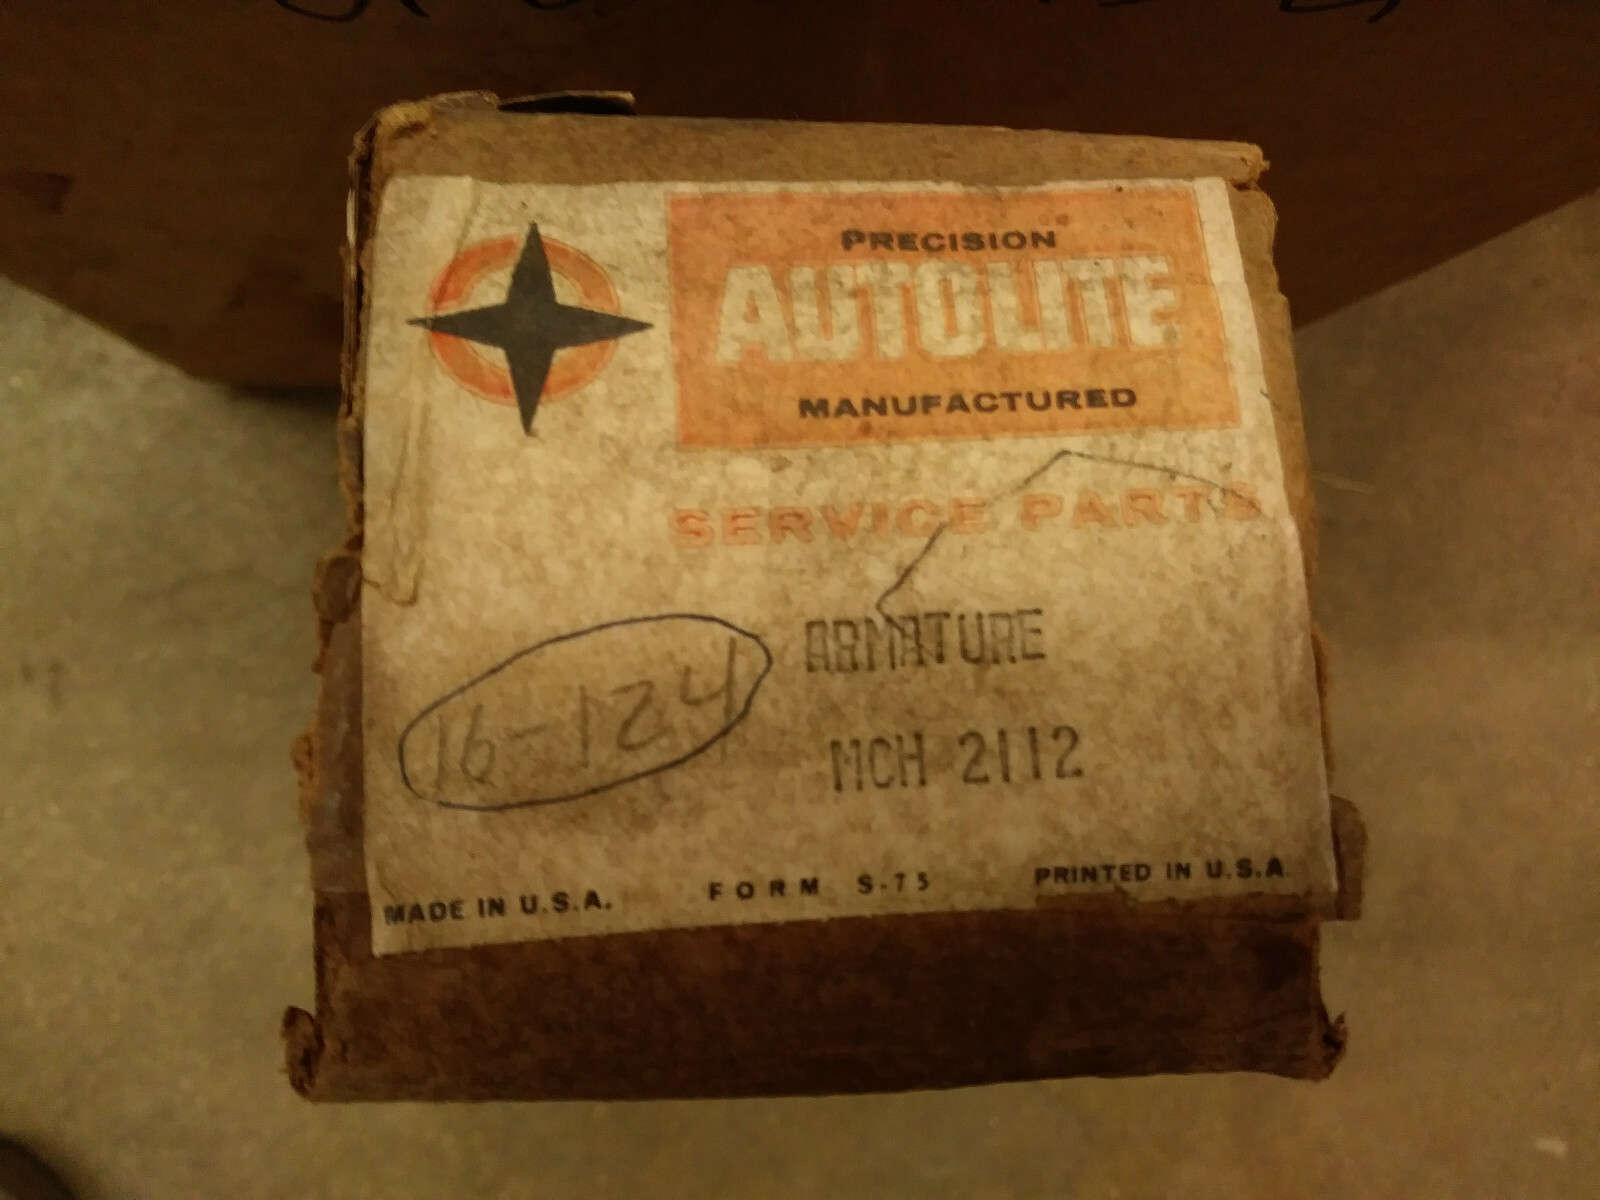 PRECISION
AUTOLITE
MANUFACTURED
SERVICE PARTS
ARMATURE
16-124
MCH 2112
MADE IN U.S.A.
FORM S-75
PRINTED IN U.S.A.